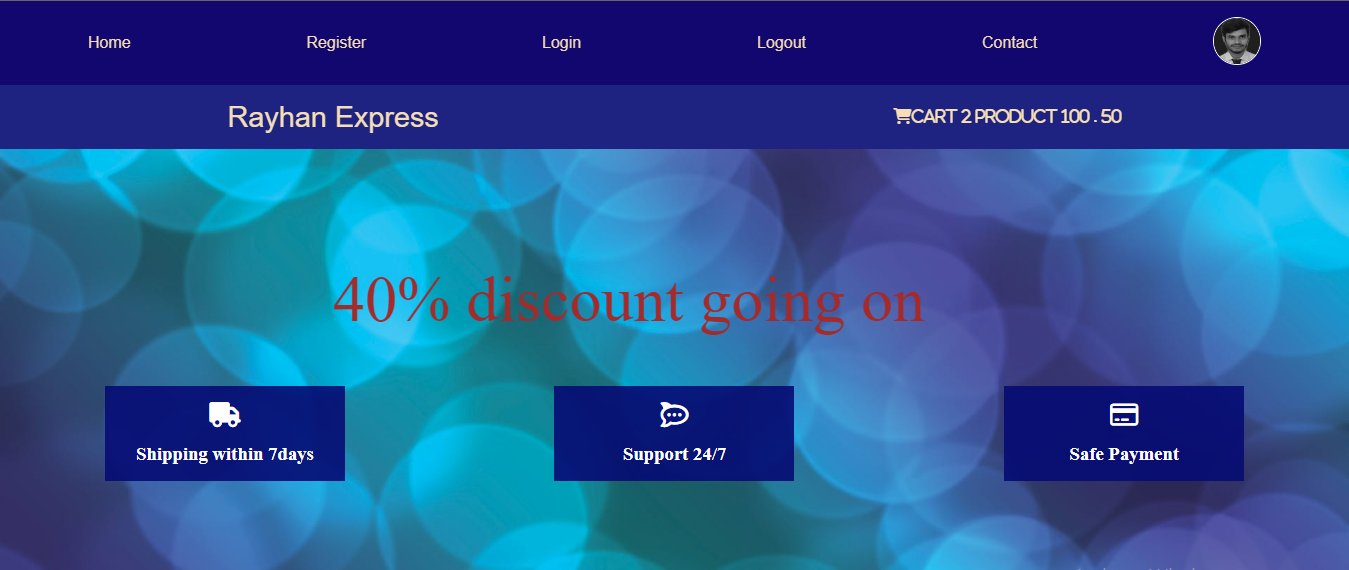 Home Register Login Logout Contact
Rayhan Express CART 2 PRODUCT 100 . 50
40% discount going on
Shipping within 7days Support 24/7 Safe Payment